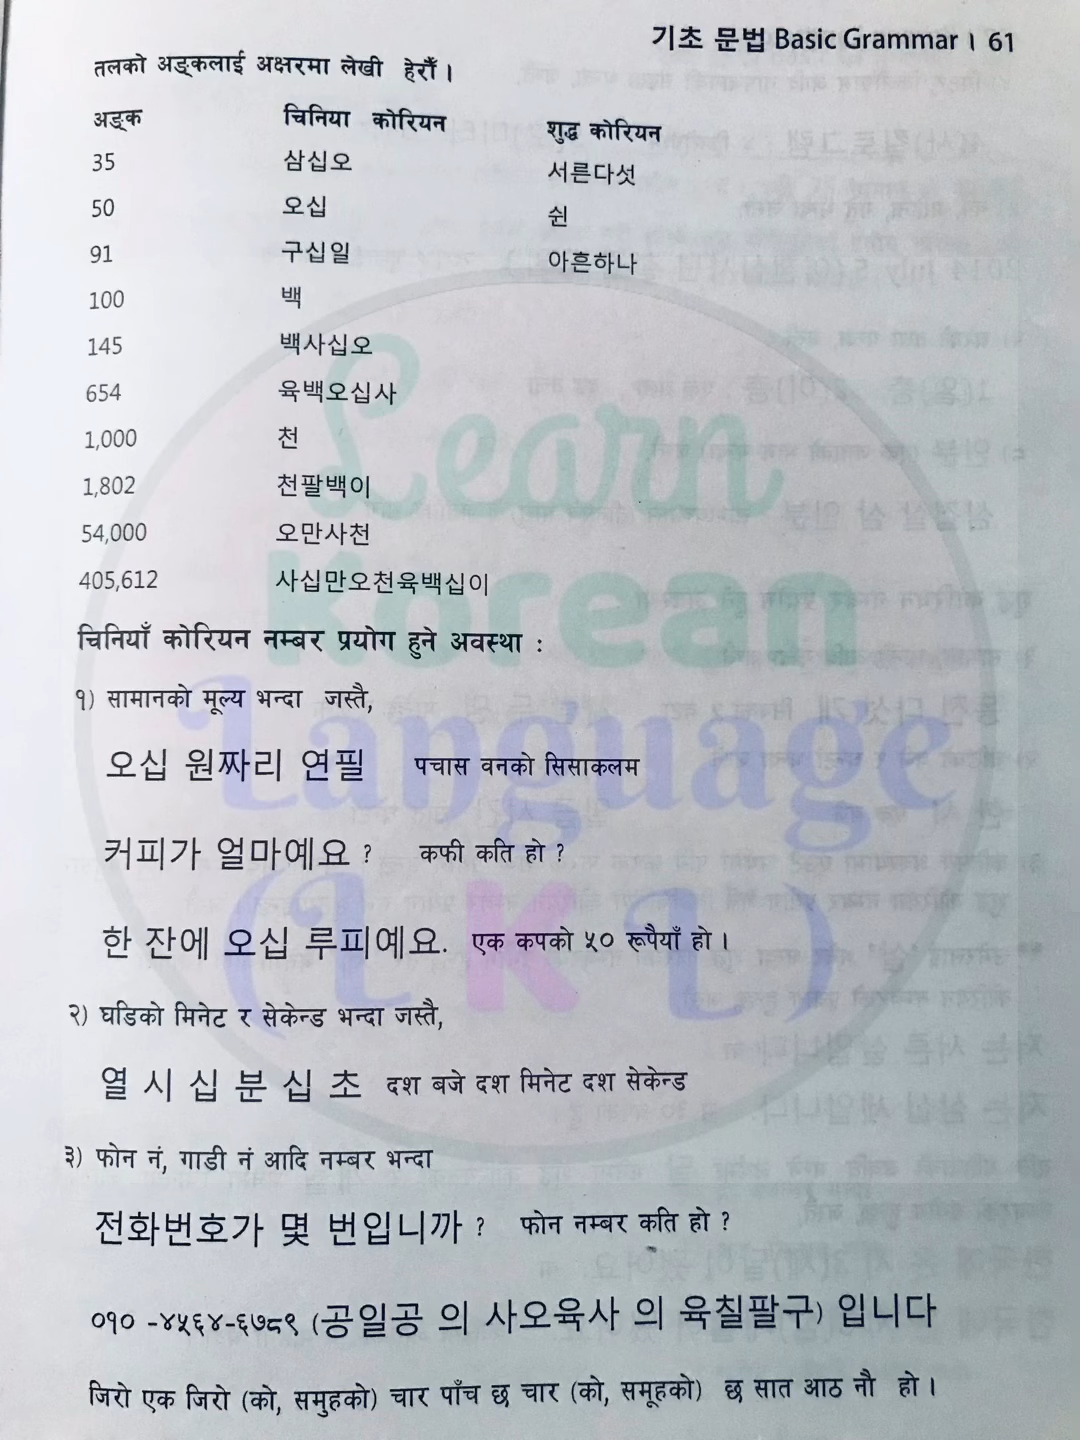 기초 문법 Basic Grammar । 61
तलको अङ्कलाई अक्षरमा लेखी हेरौं ।
अङ्क चिनिया कोरियन शुद्ध कोरियन
35 삼십오 서른다섯
50 오십 쉰
91 구십일 아흔하나
100 백
145 백사십오
654 육백오십사
1,000 천
1,802 천팔백이
54,000 오만사천
405,612 사십만오천육백십이
चिनियाँ कोरियन नम्बर प्रयोग हुने अवस्था :
१) सामानको मूल्य भन्दा जस्तै,
오십 원짜리 연필 पचास वनको सिसाकलम
커피가 얼마예요 ? कफी कति हो ?
한 잔에 오십 루피예요. एक कपको ५० रूपैयाँ हो ।
२) घडिको मिनेट र सेकेन्ड भन्दा जस्तै,
열 시 십 분 십 초 दश बजे दश मिनेट दश सेकेन्ड
३) फोन नं, गाडी नं आदि नम्बर भन्दा
전화번호가 몇 번입니까 ? फोन नम्बर कति हो ?
०१० -४५६४-६७८९ (공일공 의 사오육사 의 육칠팔구) 입니다
जिरो एक जिरो (को, समुहको) चार पाँच छ चार (को, समूहको) छ सात आठ नौ हो ।
Learn
Korean
Language
(LKL)